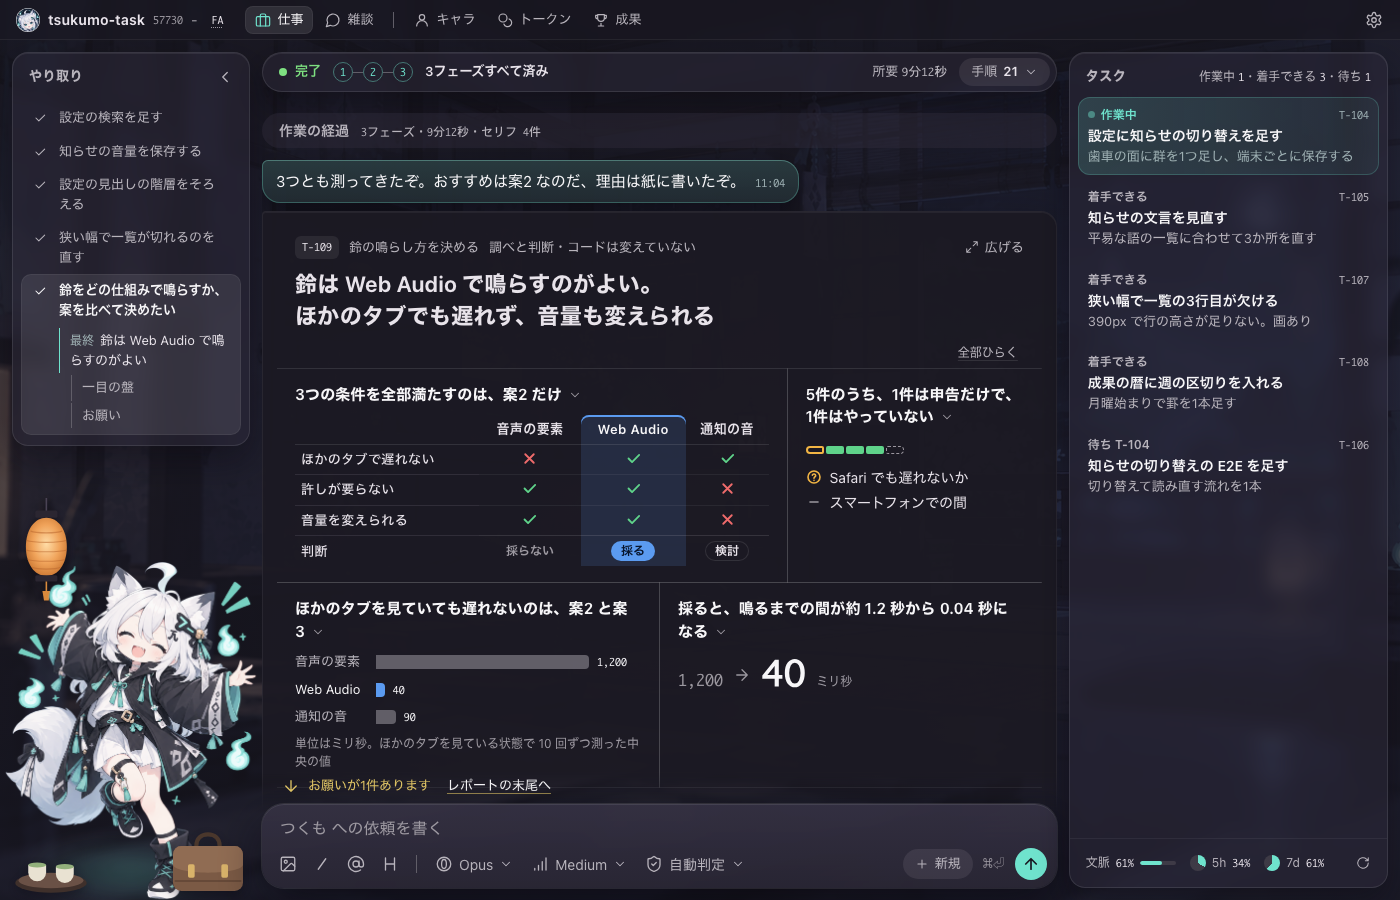 tsukumo-task 57730 - FA 仕事 雑談 キャラ トークン 成果
やり取り
設定の検索を足す
知らせの音量を保存する
設定の見出しの階層をそろ
える
狭い幅で一覧が切れるのを
直す
鈴をどの仕組みで鳴らすか、
案を比べて決めたい
最終 鈴は Web Audio で鳴
らすのがよい
一目の盤
お願い
完了 1 2 3 3フェーズすべて済み 所要 9分12秒 手順 21
作業の経過 3フェーズ・9分12秒・セリフ 4件
3つとも測ってきたぞ。おすすめは案2 なのだ、理由は紙に書いたぞ。 11:04
T-109 鈴の鳴らし方を決める 調べと判断・コードは変えていない 広げる
鈴は Web Audio で鳴らすのがよい。
ほかのタブでも遅れず、音量も変えられる
全部ひらく
3つの条件を全部満たすのは、案2 だけ
音声の要素 Web Audio 通知の音
ほかのタブで遅れない
許しが要らない
音量を変えられる
判断 採らない 採る 検討
5件のうち、1件は申告だけで、
1件はやっていない
Safari でも遅れないか
スマートフォンでの間
ほかのタブを見ていても遅れないのは、案2 と案
3
音声の要素 1,200
Web Audio 40
通知の音 90
単位はミリ秒。ほかのタブを見ている状態で 10 回ずつ測った中
央の値
採ると、鳴るまでの間が約 1.2 秒から 0.04 秒に
なる
1,200 → 40 ミリ秒
お願いが1件あります レポートの末尾へ
つくも への依頼を書く
Opus Medium 自動判定 + 新規 ⌘⏎
タスク 作業中 1・着手できる 3・待ち 1
作業中 T-104
設定に知らせの切り替えを足す
歯車の面に群を1つ足し、端末ごとに保存する
着手できる T-105
知らせの文言を見直す
平易な語の一覧に合わせて3か所を直す
着手できる T-107
狭い幅で一覧の3行目が欠ける
390px で行の高さが足りない。画あり
着手できる T-108
成果の暦に週の区切りを入れる
月曜始まりで罫を1本足す
待ち T-104 T-106
知らせの切り替えの E2E を足す
切り替えて読み直す流れを1本
文脈 61% 5h 34% 7d 61%